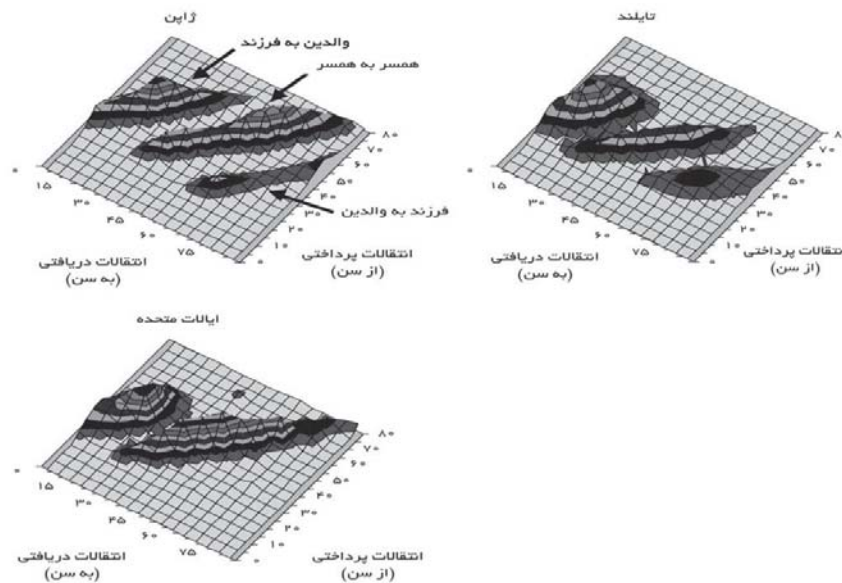 ژاپن
والدین به فرزند
همسر به همسر
فرزند به والدین
۰
۱۵
۳۰
۴۵
۶۰
۷۵
۰
۱۰
۲۰
۳۰
۴۰
۵۰
۶۰
۷۰
۸۰
انتقالات دریافتی
(به سن)
انتقالات پرداختی
(از سن)
تایلند
۰
۱۵
۳۰
۴۵
۶۰
۷۵
۰
۱۰
۲۰
۳۰
۴۰
۵۰
۶۰
۷۰
انتقالات دریافتی
(به سن)
انتقالات پرداختی
(از سن)
ایالات متحده
۰
۱۵
۳۰
۴۵
۶۰
۷۵
۰
۱۰
۲۰
۳۰
۴۰
۵۰
۶۰
۷۰
۸۰
انتقالات دریافتی
(به سن)
انتقالات پرداختی
(از سن)